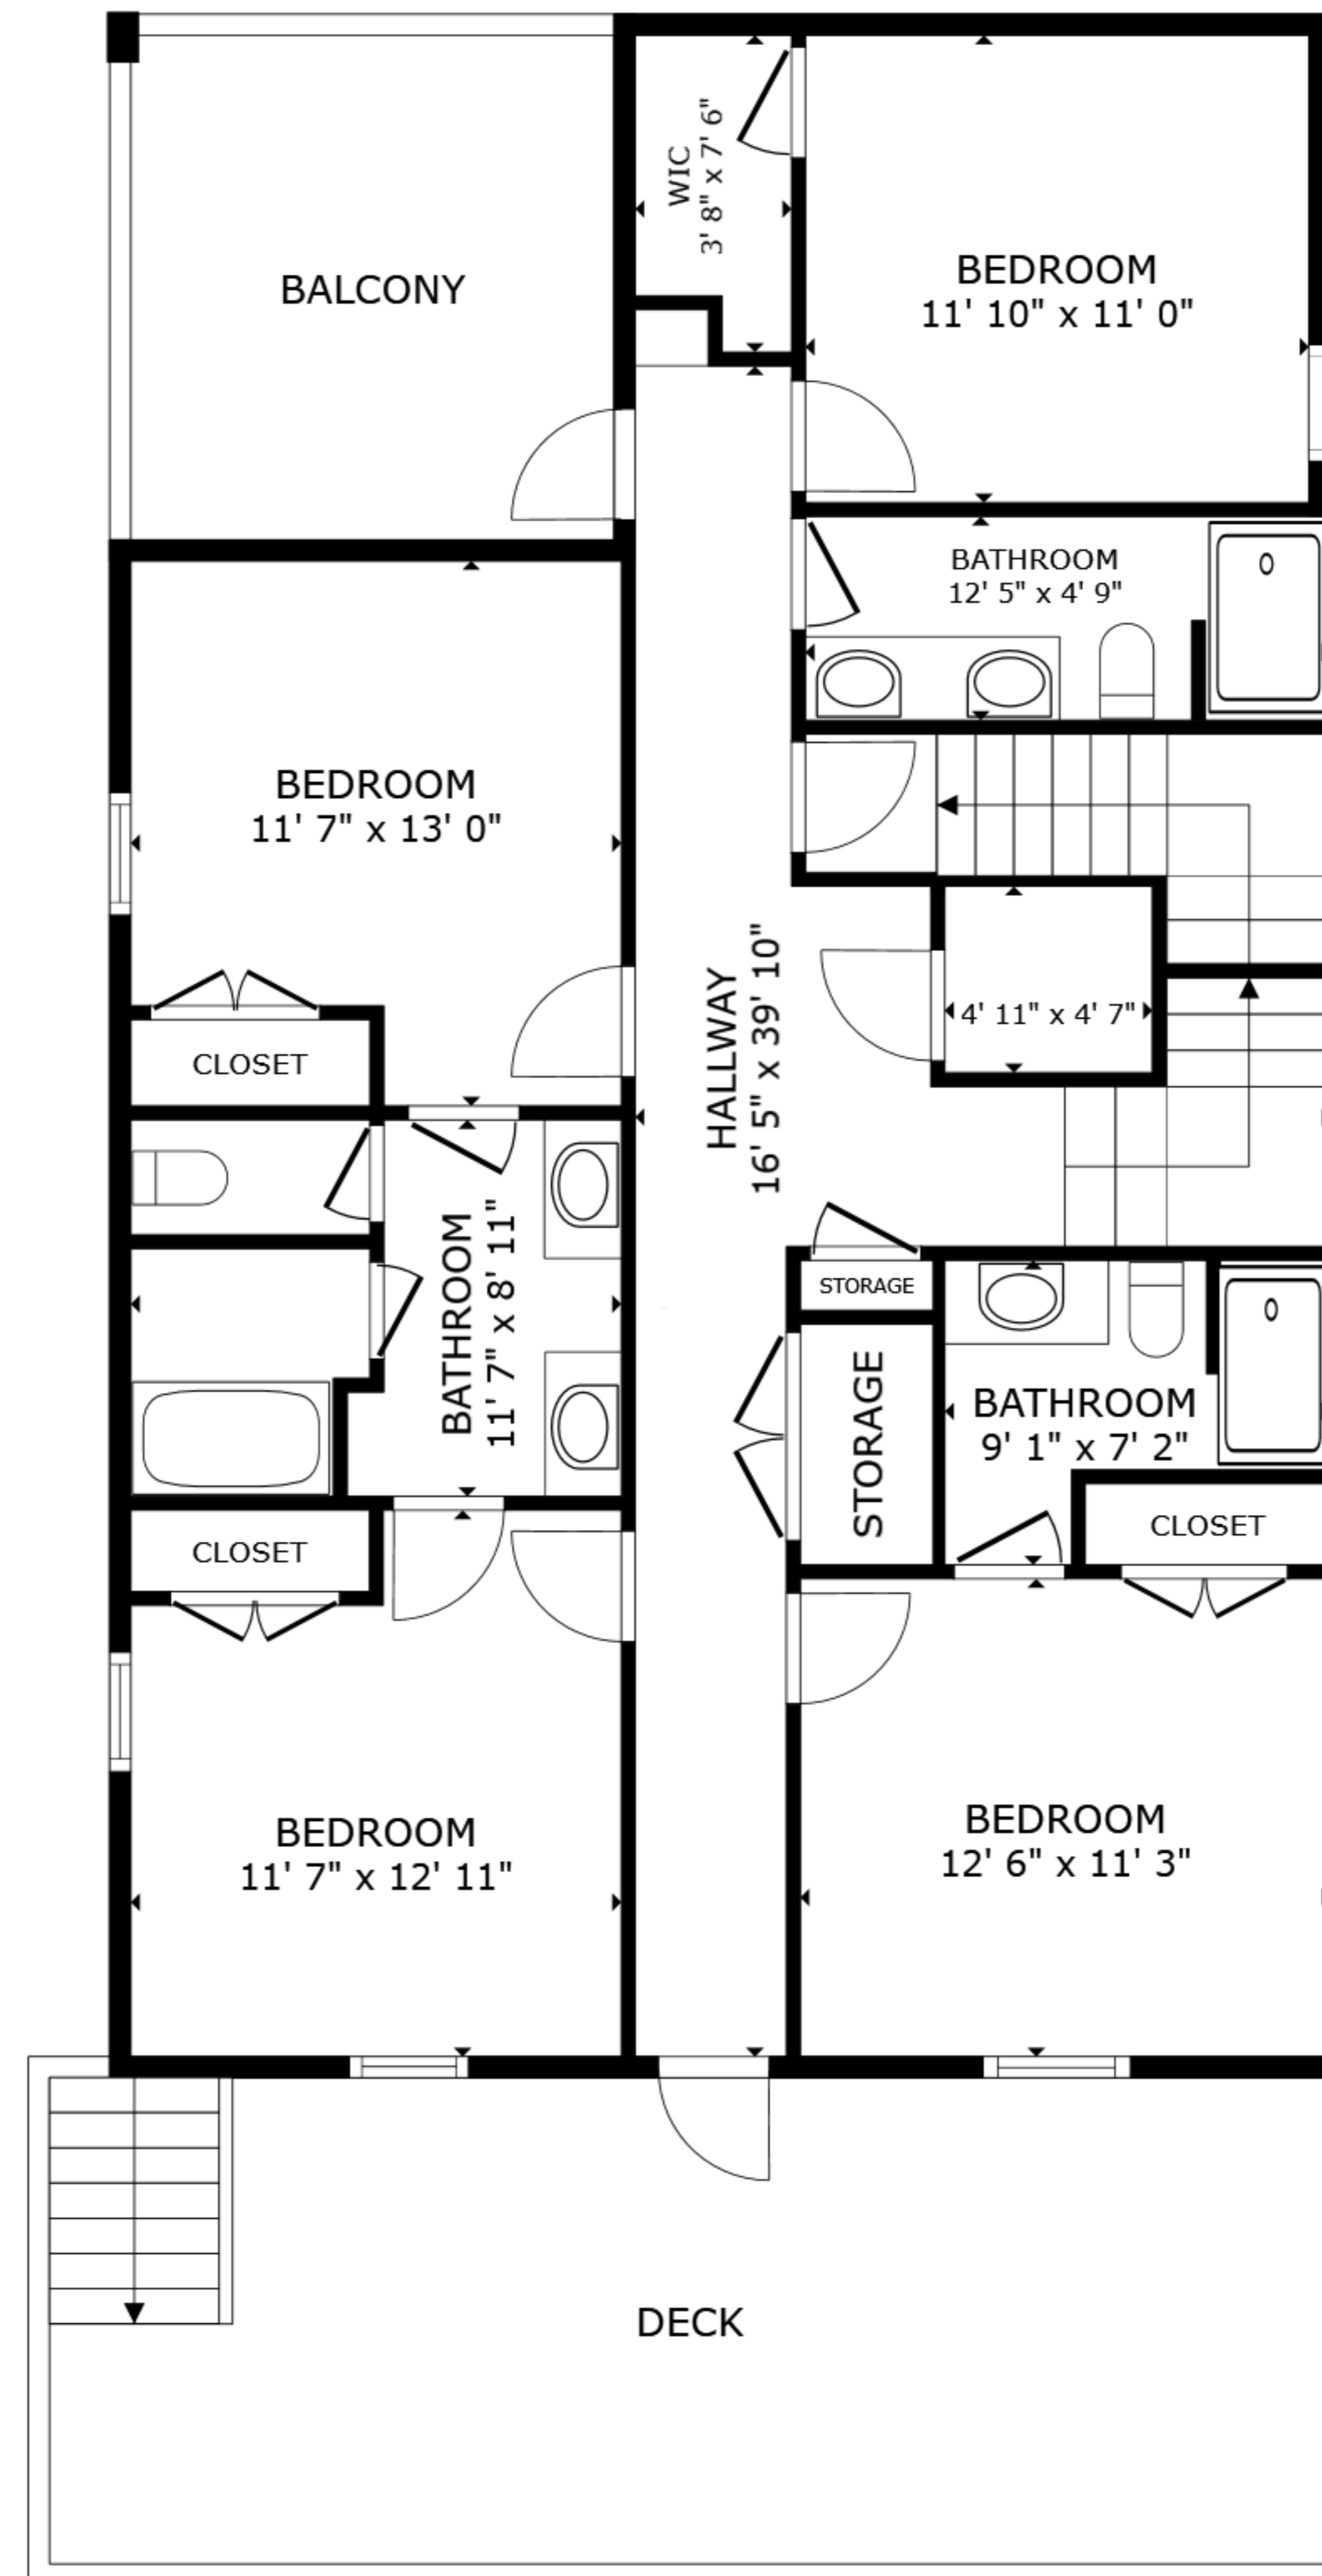 WIC
3' 8" x 7' 6"
BEDROOM
11' 10" x 11' 0"
BALCONY
BATHROOM
12' 5" x 4' 9"
BEDROOM
11' 7" x 13' 0"
HALLWAY
16' 5" x 39' 10"
4' 11" x 4' 7"
CLOSET
BATHROOM
11' 7" x 8' 11"
STORAGE
STORAGE
BATHROOM
9' 1" x 7' 2"
CLOSET
CLOSET
BEDROOM
11' 7" x 12' 11"
BEDROOM
12' 6" x 11' 3"
DECK